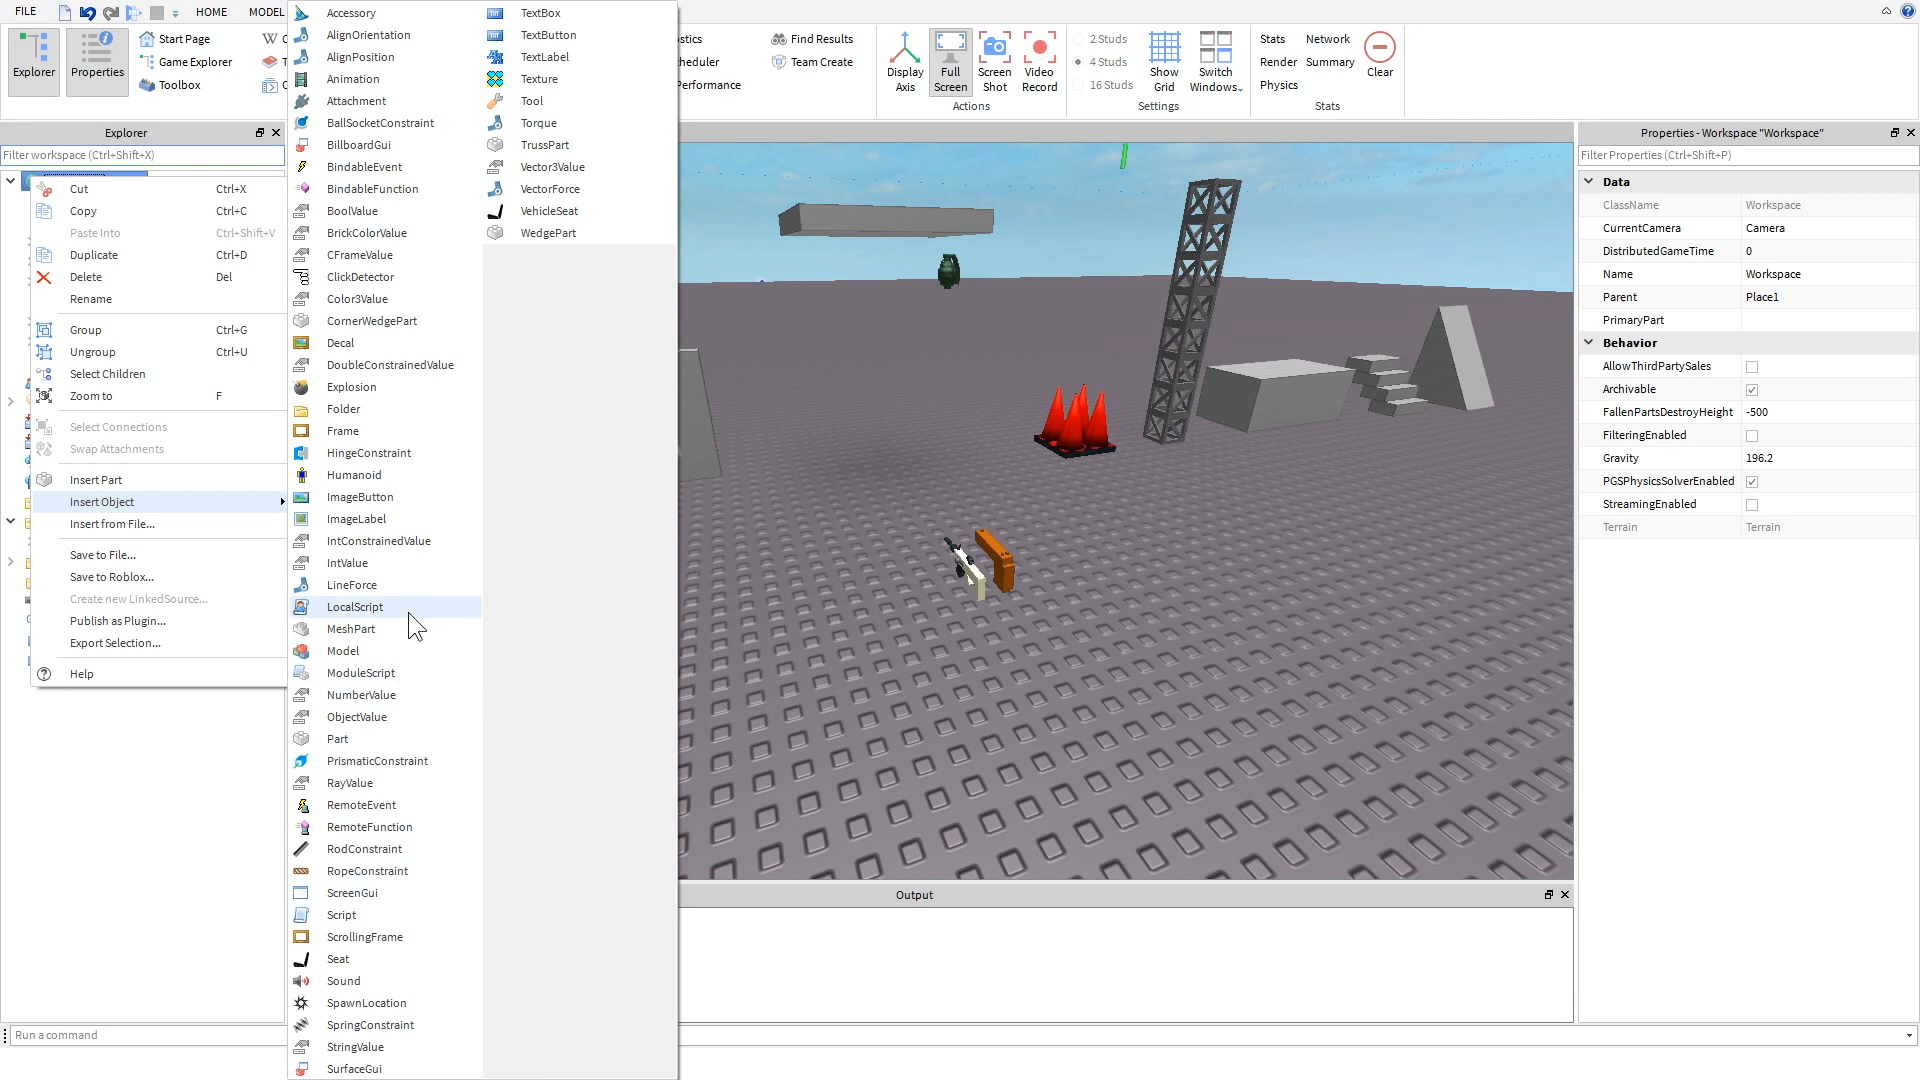 FILE
HOME
MODEL
Explorer
Properties
Start Page
Game Explorer
Toolbox
Find Results
Team Create
Performance
Display
Axis
Full
Screen
Screen
Shot
Video
Record
Actions
2 Studs
4 Studs
16 Studs
Show
Grid
Switch
Windows
Settings
Stats
Network
Render
Summary
Physics
Clear
Stats
Explorer
Filter workspace (Ctrl+Shift+X)
Cut Ctrl+X
Copy Ctrl+C
Paste Into Ctrl+Shift+V
Duplicate Ctrl+D
Delete Del
Rename
Group Ctrl+G
Ungroup Ctrl+U
Select Children
Zoom to F
Select Connections
Swap Attachments
Insert Part
Insert Object
Insert from File...
Save to File...
Save to Roblox...
Create new LinkedSource...
Publish as Plugin...
Export Selection...
Help
Accessory
AlignOrientation
AlignPosition
Animation
Attachment
BallSocketConstraint
BillboardGui
BindableEvent
BindableFunction
BoolValue
BrickColorValue
CFrameValue
ClickDetector
Color3Value
CornerWedgePart
Decal
DoubleConstrainedValue
Explosion
Folder
Frame
HingeConstraint
Humanoid
ImageButton
ImageLabel
IntConstrainedValue
IntValue
LineForce
LocalScript
MeshPart
Model
ModuleScript
NumberValue
ObjectValue
Part
PrismaticConstraint
RayValue
RemoteEvent
RemoteFunction
RodConstraint
RopeConstraint
ScreenGui
Script
ScrollingFrame
Seat
Sound
SpawnLocation
SpringConstraint
StringValue
SurfaceGui
TextBox
TextButton
TextLabel
Texture
Tool
Torque
TrussPart
Vector3Value
VectorForce
VehicleSeat
WedgePart
Output
Run a command
Properties - Workspace "Workspace"
Filter Properties (Ctrl+Shift+P)
Data
ClassName Workspace
CurrentCamera Camera
DistributedGameTime 0
Name Workspace
Parent Place1
PrimaryPart
Behavior
AllowThirdPartySales
Archivable
FallenPartsDestroyHeight -500
FilteringEnabled
Gravity 196.2
PGSPhysicsSolverEnabled
StreamingEnabled
Terrain Terrain